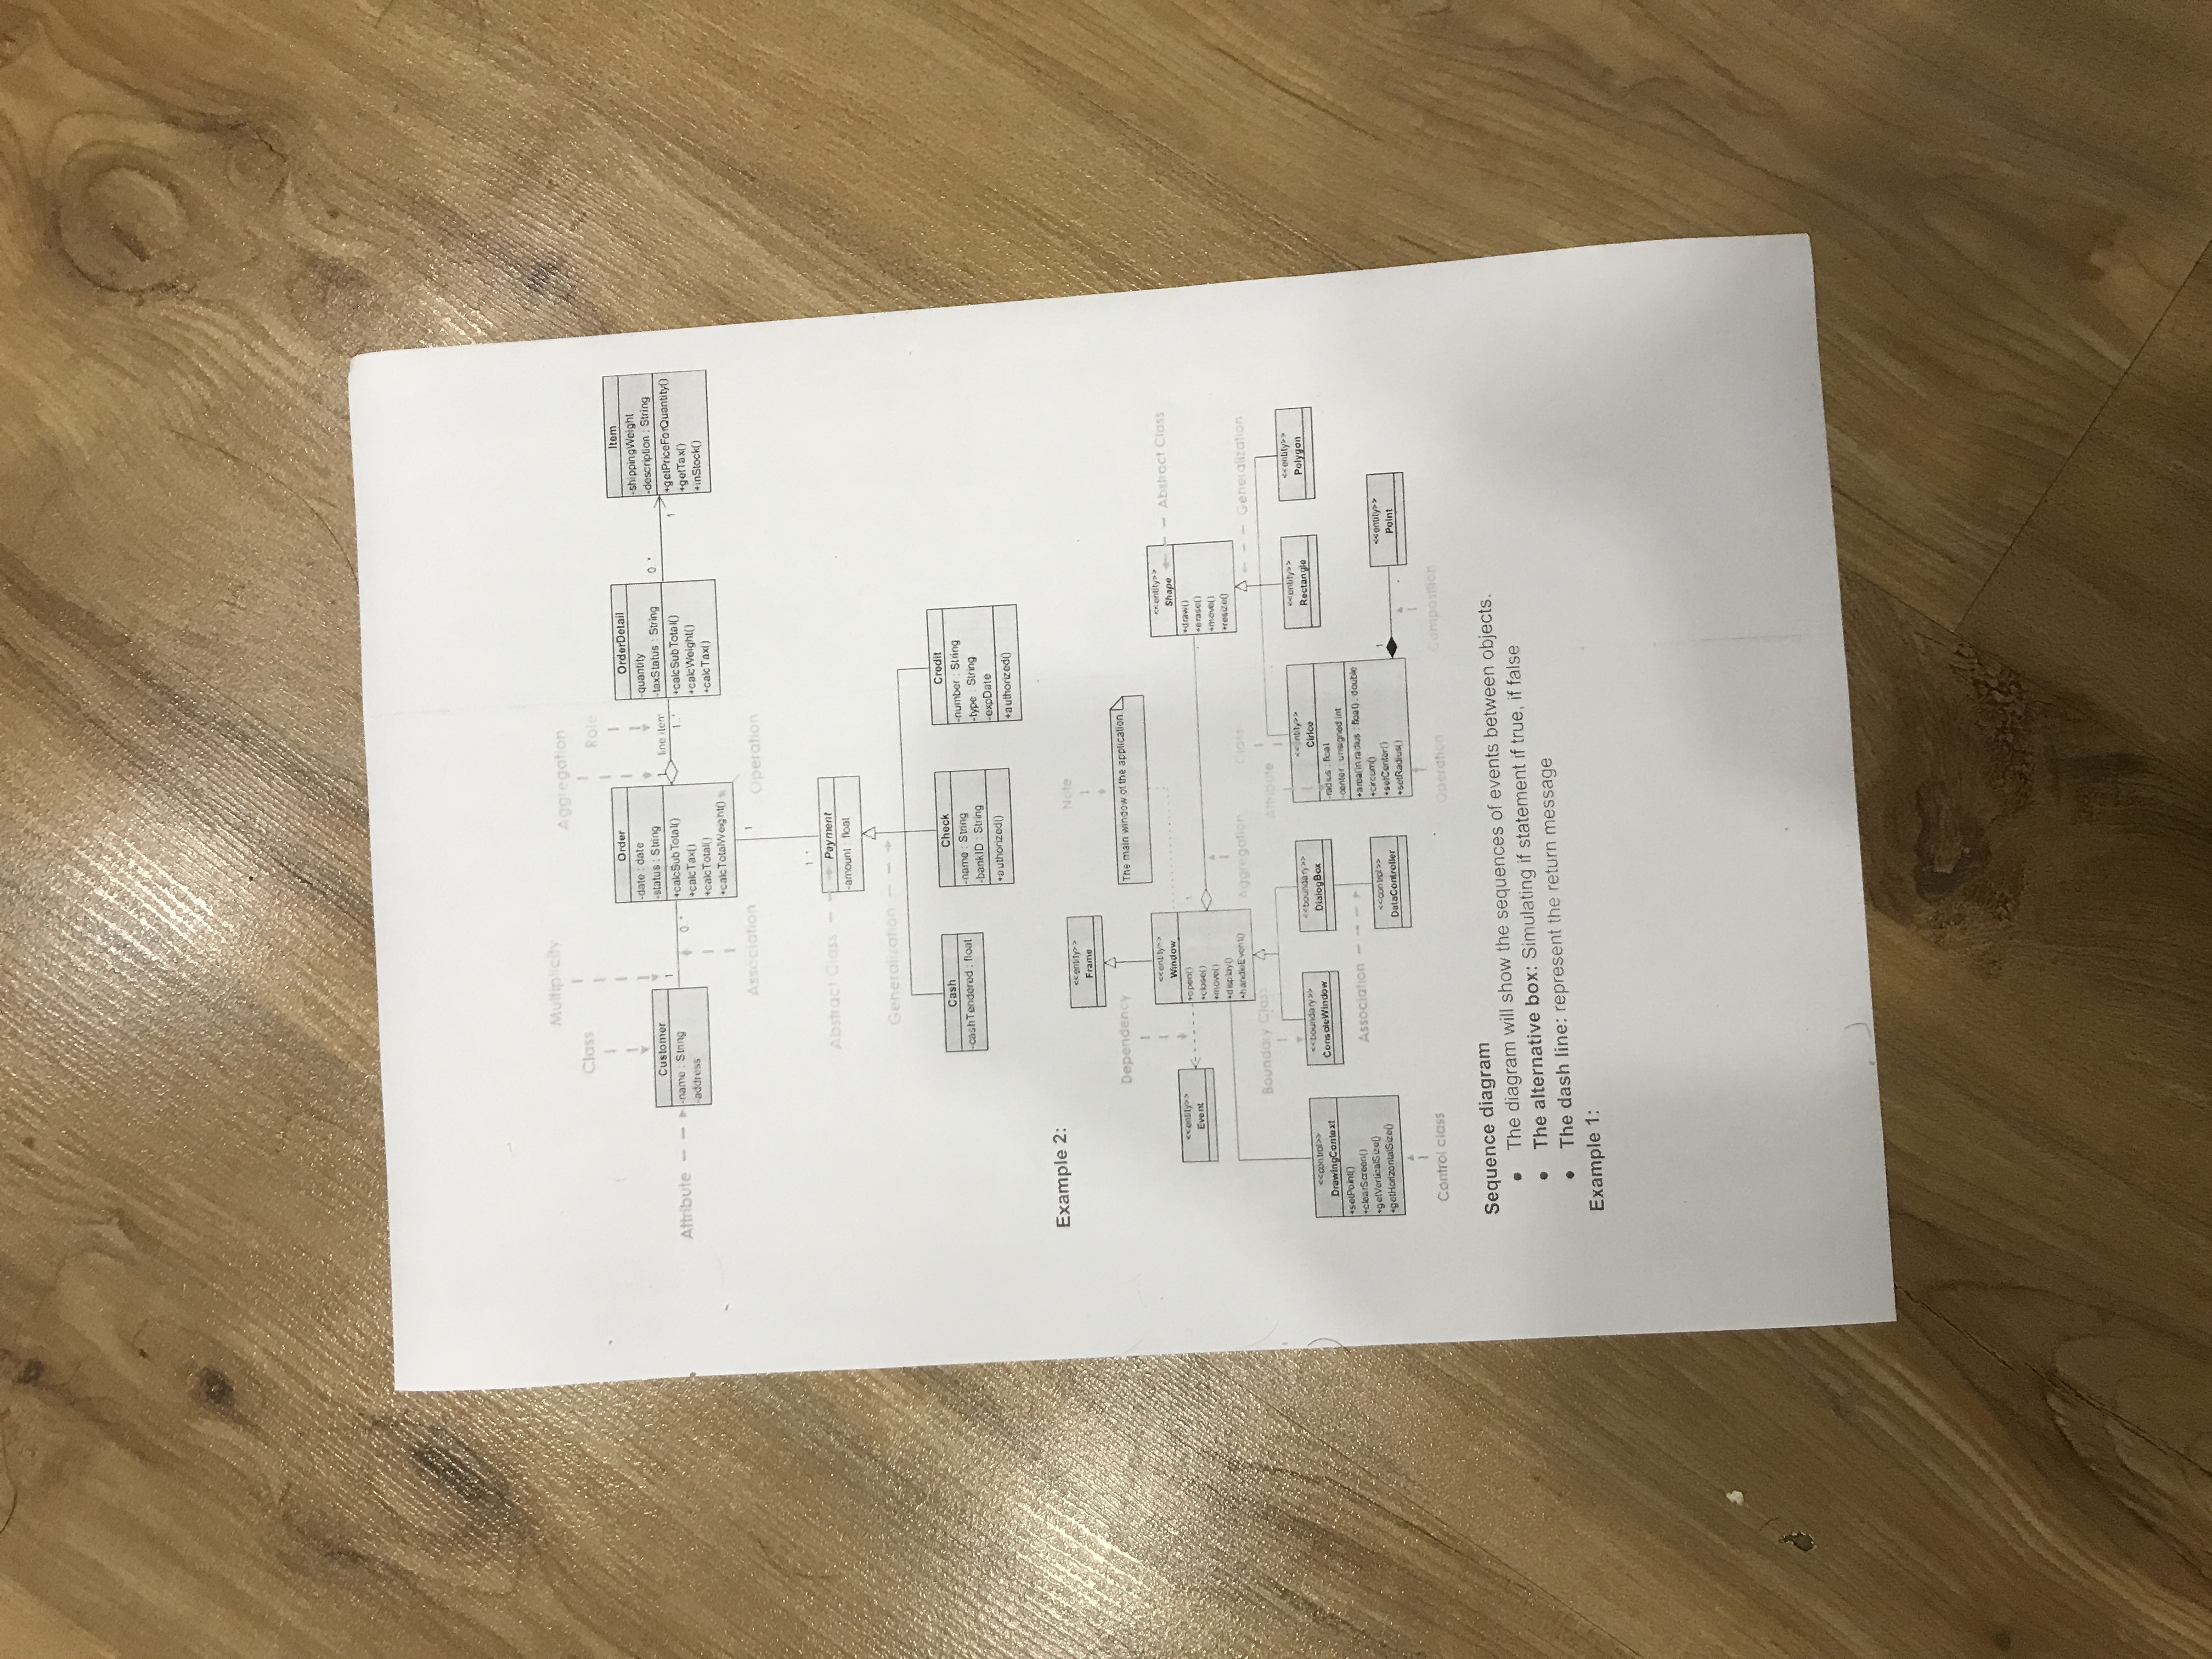 Multiplicity
Aggregation
Class
Role
Customer
-name : String
-address
Attribute
1
0..*
Association
Order
-date : date
-status : String
+calcSubTotal()
+calcTax()
+calcTotal()
+calcTotalWeight()
Operation
1
line item
1..*
OrderDetail
-quantity
-taxStatus : String
+calcSubTotal()
+calcWeight()
+calcTax()
0..*
1
Item
-shippingWeight
-description : String
+getPriceForQuantity()
+getTax()
+inStock()
1
1..*
Abstract Class
Payment
-amount : float
Generalization
Cash
-cashTendered : float
Check
-name : String
-bankID : String
+authorized()
Credit
-number : String
-type : String
-expDate
+authorized()
Example 2:
<<entity>>
Frame
Note
The main window of the application.
Dependency
<<entity>>
Event
<<entity>>
Window
+open()
+close()
+move()
+display()
+handleEvent()
1
Aggregation
<<entity>>
Shape
+draw()
+erase()
+move()
+resize()
Abstract Class
Generalization
Boundary Class
Class
Attribute
<<control>>
DrawingContext
+setPoint()
+clearScreen()
+getVerticalSize()
+getHorizontalSize()
Control class
<<boundary>>
ConsoleWindow
<<boundary>>
DialogBox
Association
<<control>>
DataController
<<entity>>
Cirlce
-radius : float
-center : unsigned int
+area(in radius : float) : double
+circum()
+setCenter()
+setRadius()
Operation
<<entity>>
Rectangle
<<entity>>
Polygon
1
<<entity>>
Point
Composition
Sequence diagram
• The diagram will show the sequences of events between objects.
• The alternative box: Simulating if statement if true, if false
• The dash line: represent the return message
Example 1: